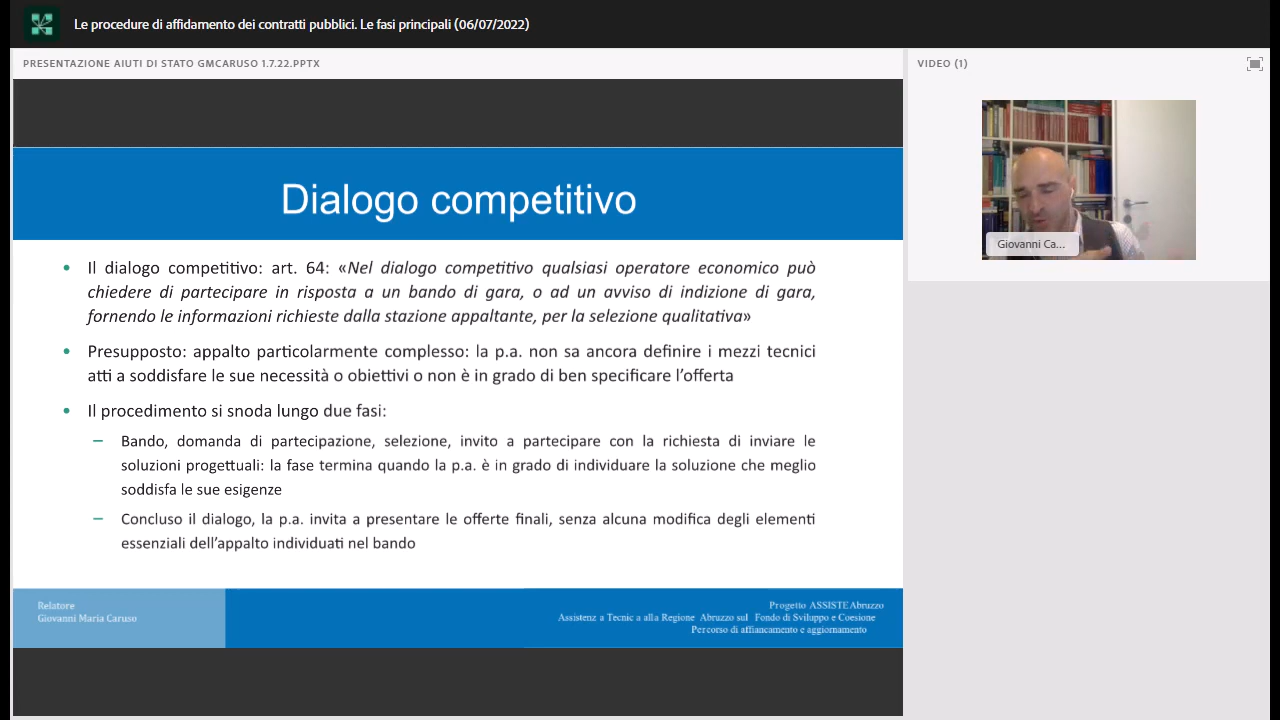 Le procedure di affidamento dei contratti pubblici. Le fasi principali (06/07/2022)
PRESENTAZIONE AIUTI DI STATO GMCARUSO 1.7.22.PPTX
VIDEO (1)
Dialogo competitivo
• Il dialogo competitivo: art. 64: «Nel dialogo competitivo qualsiasi operatore economico può
chiedere di partecipare in risposta a un bando di gara, o ad un avviso di indizione di gara,
fornendo le informazioni richieste dalla stazione appaltante, per la selezione qualitativa»
• Presupposto: appalto particolarmente complesso: la p.a. non sa ancora definire i mezzi tecnici
atti a soddisfare le sue necessità o obiettivi o non è in grado di ben specificare l'offerta
• Il procedimento si snoda lungo due fasi:
– Bando, domanda di partecipazione, selezione, invito a partecipare con la richiesta di inviare le
soluzioni progettuali: la fase termina quando la p.a. è in grado di individuare la soluzione che meglio
soddisfa le sue esigenze
– Concluso il dialogo, la p.a. invita a presentare le offerte finali, senza alcuna modifica degli elementi
essenziali dell'appalto individuati nel bando
Relatore
Giovanni Maria Caruso
Progetto ASSISTEAbruzzo
Assistenz a Tecnic a alla Regione Abruzzo sul Fondo di Sviluppo e Coesione
Percorso di affiancamento e aggiornamento
Giovanni Ca...